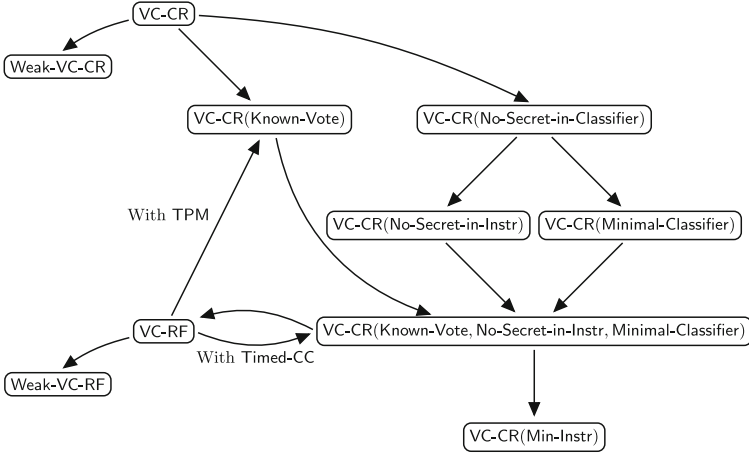 VC-CR
Weak-VC-CR
VC-CR(Known-Vote)
VC-CR(No-Secret-in-Classifier)
With TPM
VC-CR(No-Secret-in-Instr)
VC-CR(Minimal-Classifier)
VC-RF
VC-CR(Known-Vote, No-Secret-in-Instr, Minimal-Classifier)
With Timed-CC
Weak-VC-RF
VC-CR(Min-Instr)